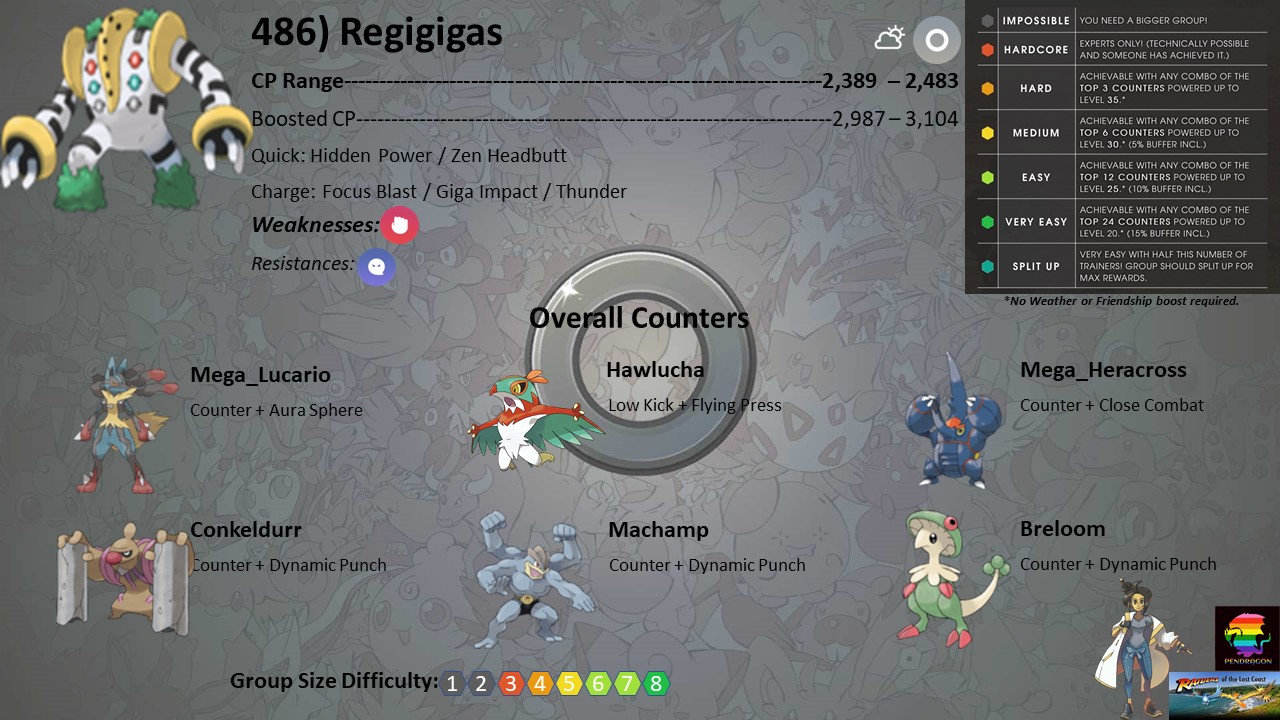 486) Regigigas
CP Range--------------------------------------------------------------------2,389 – 2,483
Boosted CP--------------------------------------------------------------------2,987 – 3,104
Quick: Hidden Power / Zen Headbutt
Charge: Focus Blast / Giga Impact / Thunder
Weaknesses:
Resistances:
IMPOSSIBLE YOU NEED A BIGGER GROUP!
HARDCORE EXPERTS ONLY! (TECHNICALLY POSSIBLE
AND SOMEONE HAS ACHIEVED IT.)
HARD ACHIEVABLE WITH ANY COMBO OF THE
TOP 3 COUNTERS POWERED UP TO
LEVEL 35.*
MEDIUM ACHIEVABLE WITH ANY COMBO OF THE
TOP 6 COUNTERS POWERED UP TO
LEVEL 30.* (5% BUFFER INCL.)
EASY ACHIEVABLE WITH ANY COMBO OF THE
TOP 12 COUNTERS POWERED UP TO
LEVEL 25.* (10% BUFFER INCL.)
VERY EASY ACHIEVABLE WITH ANY COMBO OF THE
TOP 24 COUNTERS POWERED UP TO
LEVEL 20.* (15% BUFFER INCL.)
SPLIT UP VERY EASY WITH HALF THIS NUMBER OF
TRAINERS! GROUP SHOULD SPLIT UP FOR
MAX REWARDS.
*No Weather or Friendship boost required.
Overall Counters
Mega_Lucario
Counter + Aura Sphere
Hawlucha
Low Kick + Flying Press
Mega_Heracross
Counter + Close Combat
Conkeldurr
Counter + Dynamic Punch
Machamp
Counter + Dynamic Punch
Breloom
Counter + Dynamic Punch
Group Size Difficulty: 1 2 3 4 5 6 7 8
PENDRAGON
RAIDERS of the Lost Coast